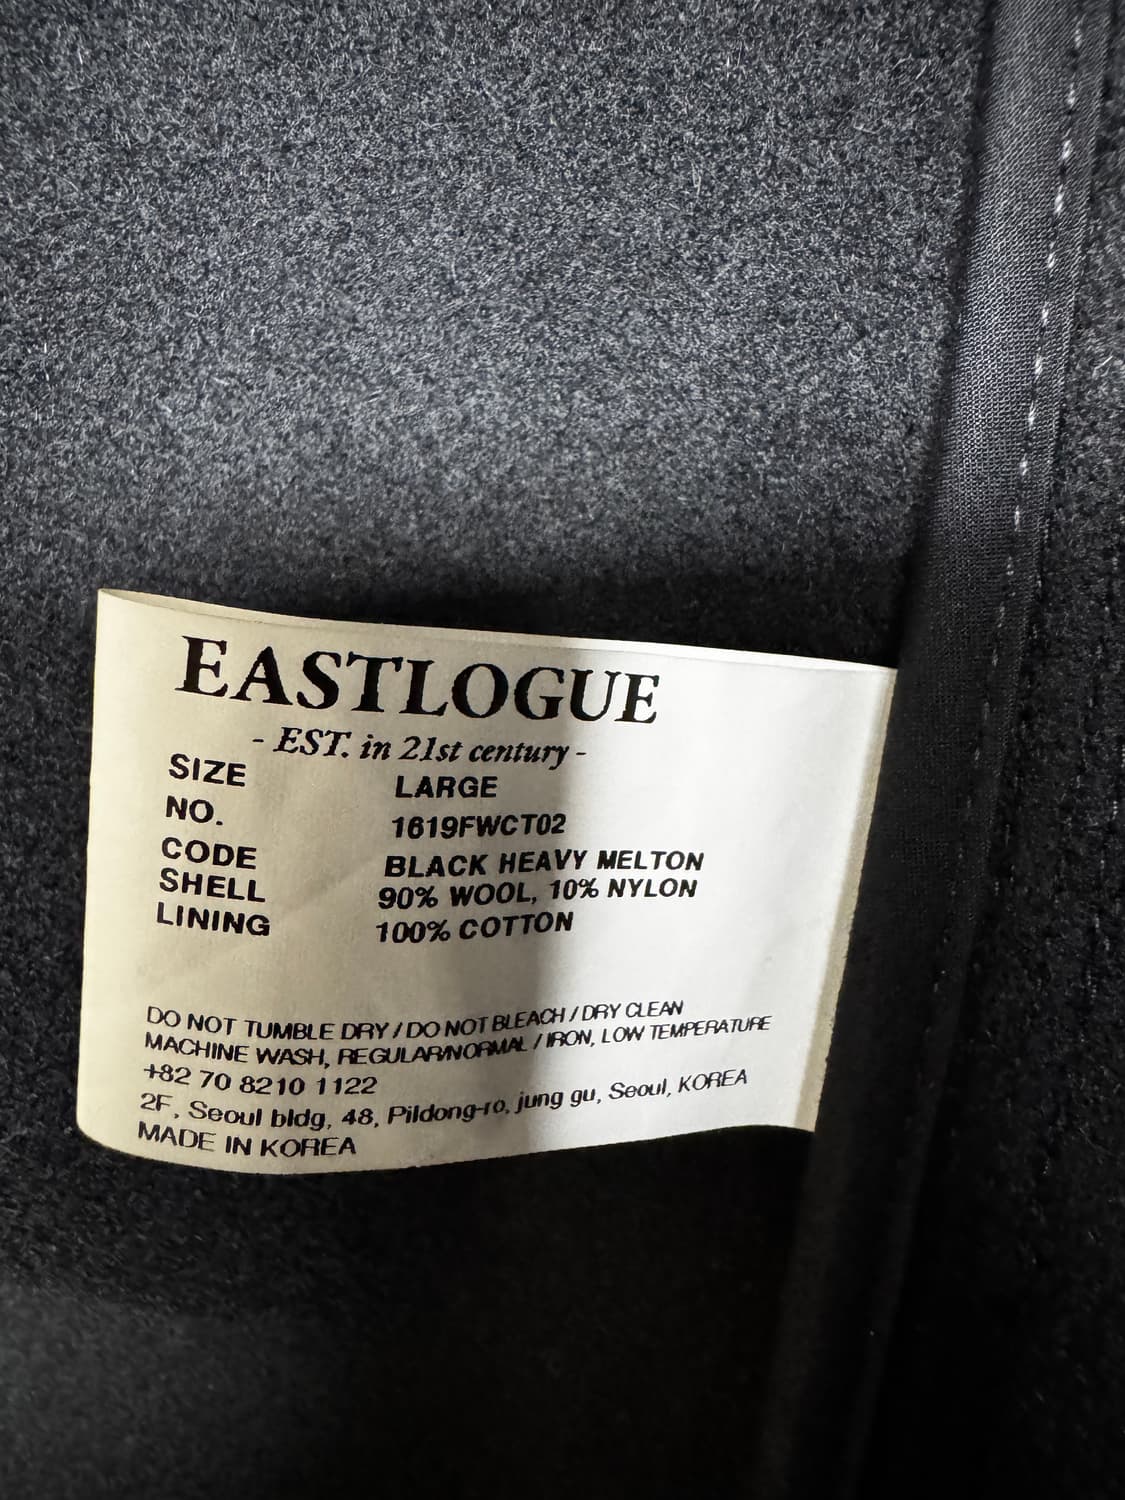 EASTLOGUE
- EST. in 21st century -
SIZE LARGE
NO. 1619FWCT02
CODE BLACK HEAVY MELTON
SHELL 90% WOOL, 10% NYLON
LINING 100% COTTON
DO NOT TUMBLE DRY / DO NOT BLEACH / DRY CLEAN
MACHINE WASH, REGULAR/NORMAL / IRON, LOW TEMPERATURE
+82 70 8210 1122
2F, Seoul bldg, 48, Pildong-ro, jung gu, Seoul, KOREA
MADE IN KOREA